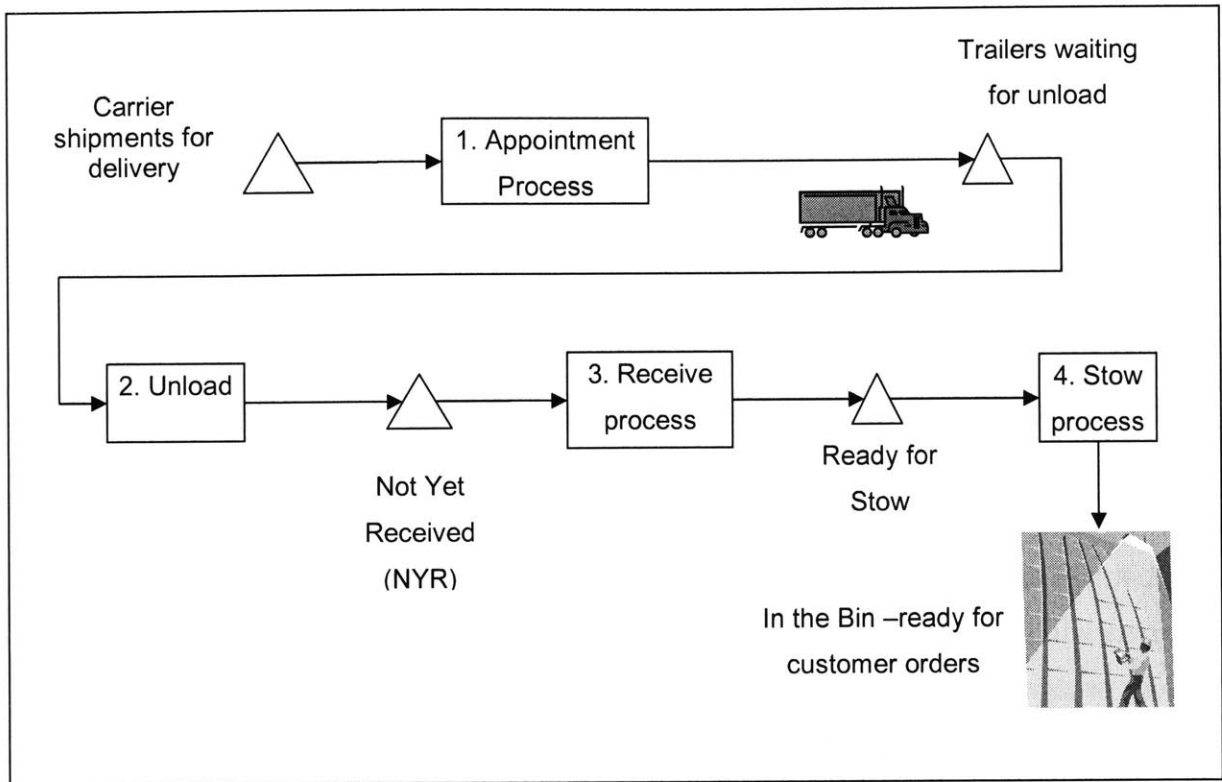 Carrier
shipments for
delivery
1. Appointment
Process
Trailers waiting
for unload
2. Unload
Not Yet
Received
(NYR)
3. Receive
process
Ready for
Stow
4. Stow
process
In the Bin –ready for
customer orders